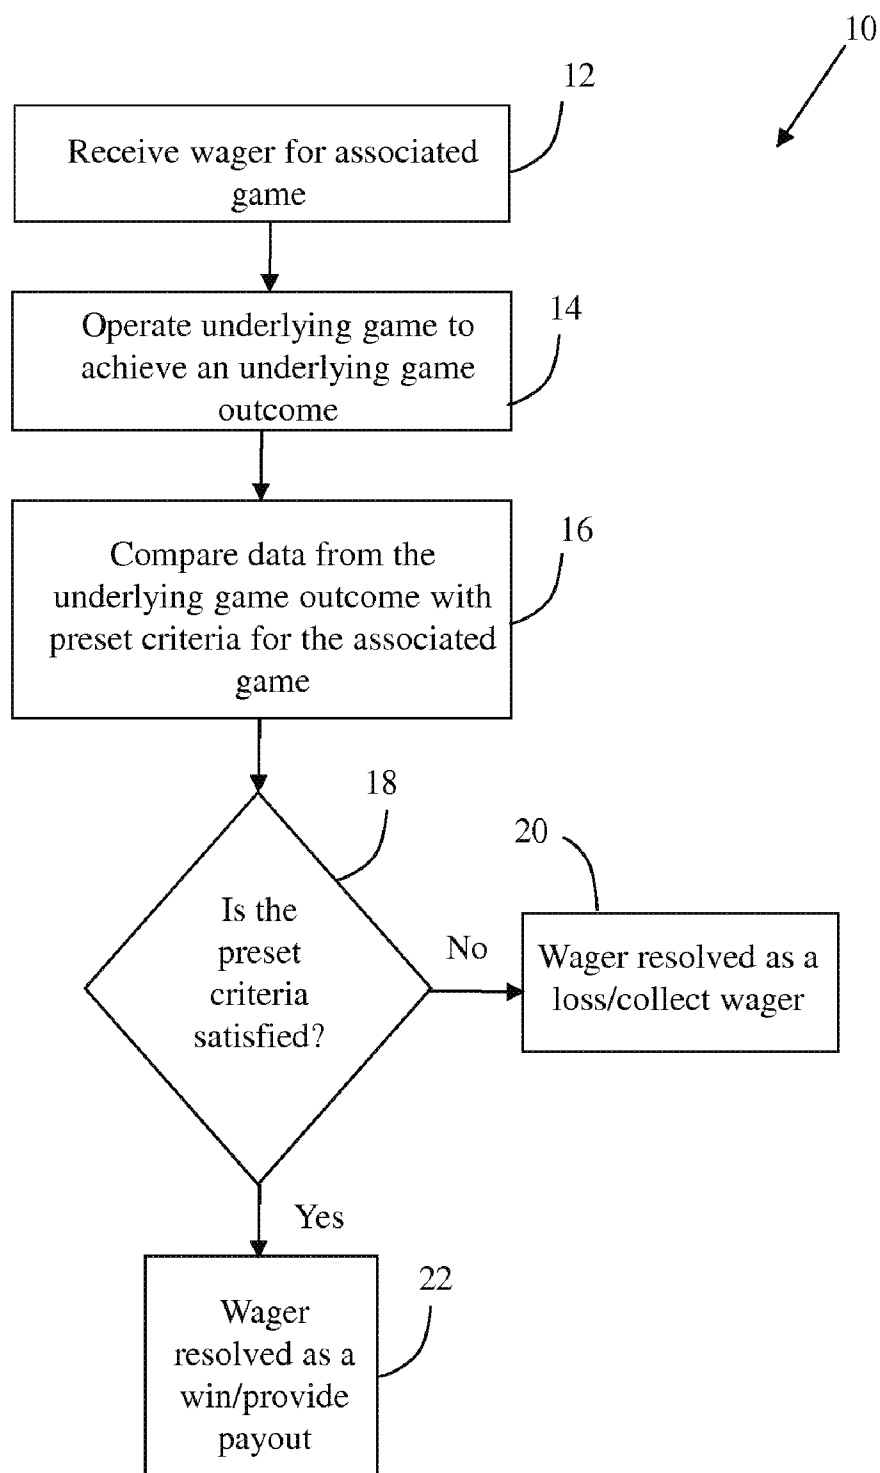 10
12
Receive wager for associated
game
14
Operate underlying game to
achieve an underlying game
outcome
16
Compare data from the
underlying game outcome with
preset criteria for the associated
game
18
Is the
preset
criteria
satisfied?
No
20
Wager resolved as a
loss/collect wager
Yes
22
Wager
resolved as a
win/provide
payout